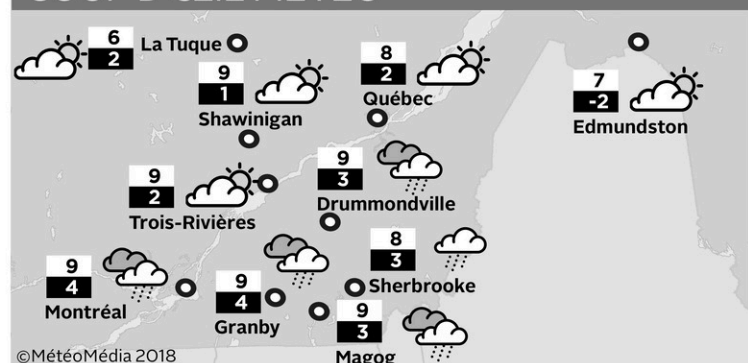 6
2
La Tuque
9
1
Shawinigan
8
2
Québec
7
-2
Edmundston
9
2
Trois-Rivières
9
3
Drummondville
9
4
Montréal
9
4
Granby
8
3
Sherbrooke
9
3
Magog
©MétéoMédia 2018